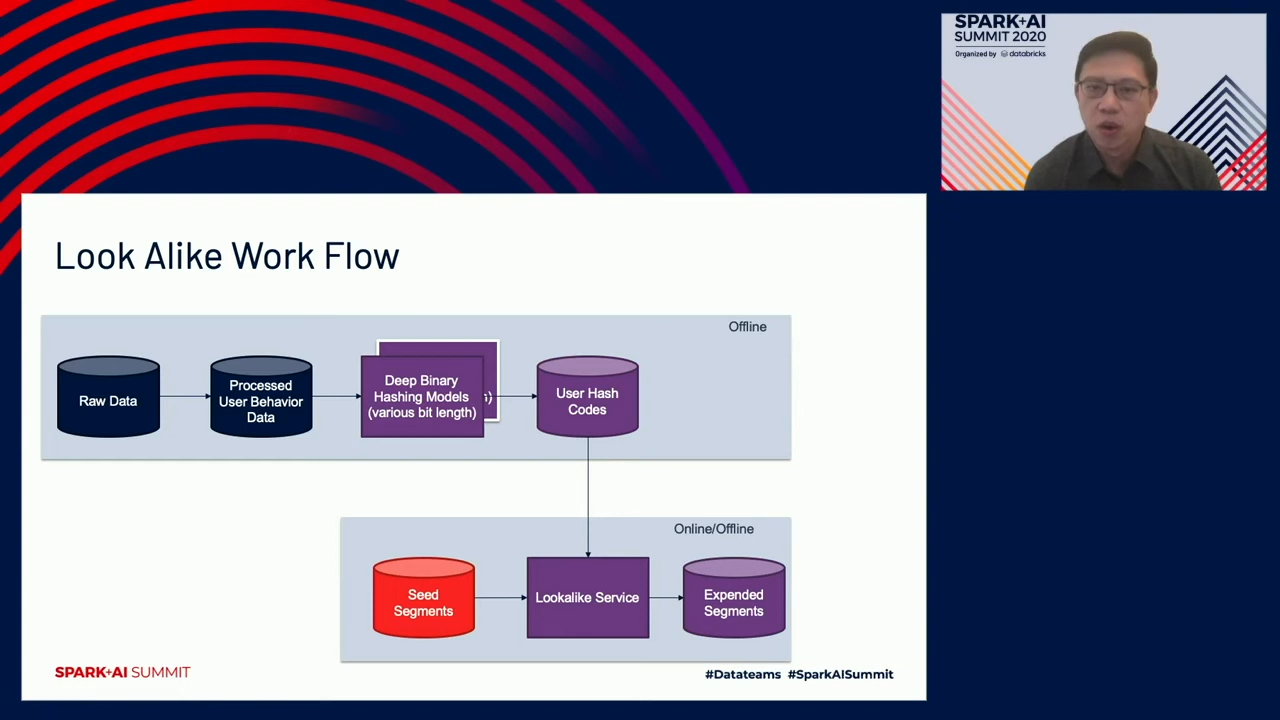 SPARK+AI
SUMMIT 2020
Organized by databricks
Look Alike Work Flow
Offline
Raw Data
Processed
User Behavior
Data
Deep Binary
Hashing Models
(various bit length)
User Hash
Codes
Online/Offline
Seed
Segments
Lookalike Service
Expended
Segments
SPARK+AI SUMMIT
#Datateams #SparkAISummit